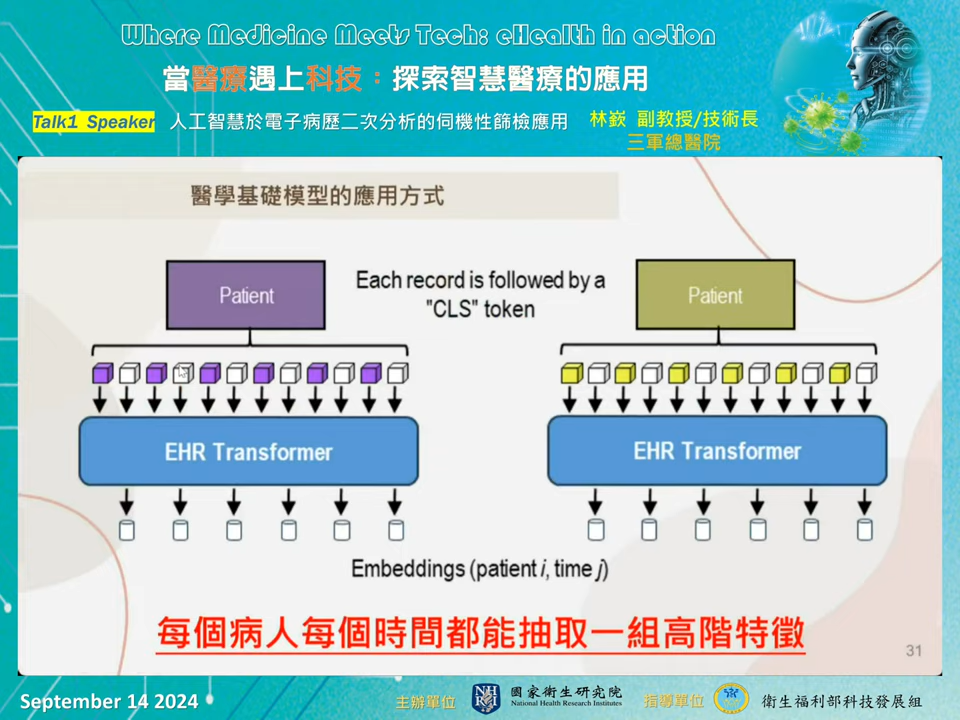 Where Medicine Meets Tech: eHealth in action
當醫療遇上科技：探索智慧醫療的應用
Talk1 Speaker 人工智慧於電子病歷二次分析的伺機性篩檢應用 林嶔 副教授/技術長
三軍總醫院
醫學基礎模型的應用方式
Patient
Each record is followed by a
"CLS" token
Patient
EHR Transformer
EHR Transformer
Embeddings (patient i, time j)
每個病人每個時間都能抽取一組高階特徵
31
September 14 2024
主辦單位
NHRI
國家衛生研究院
National Health Research Institutes
指導單位
衛生福利部科技發展組